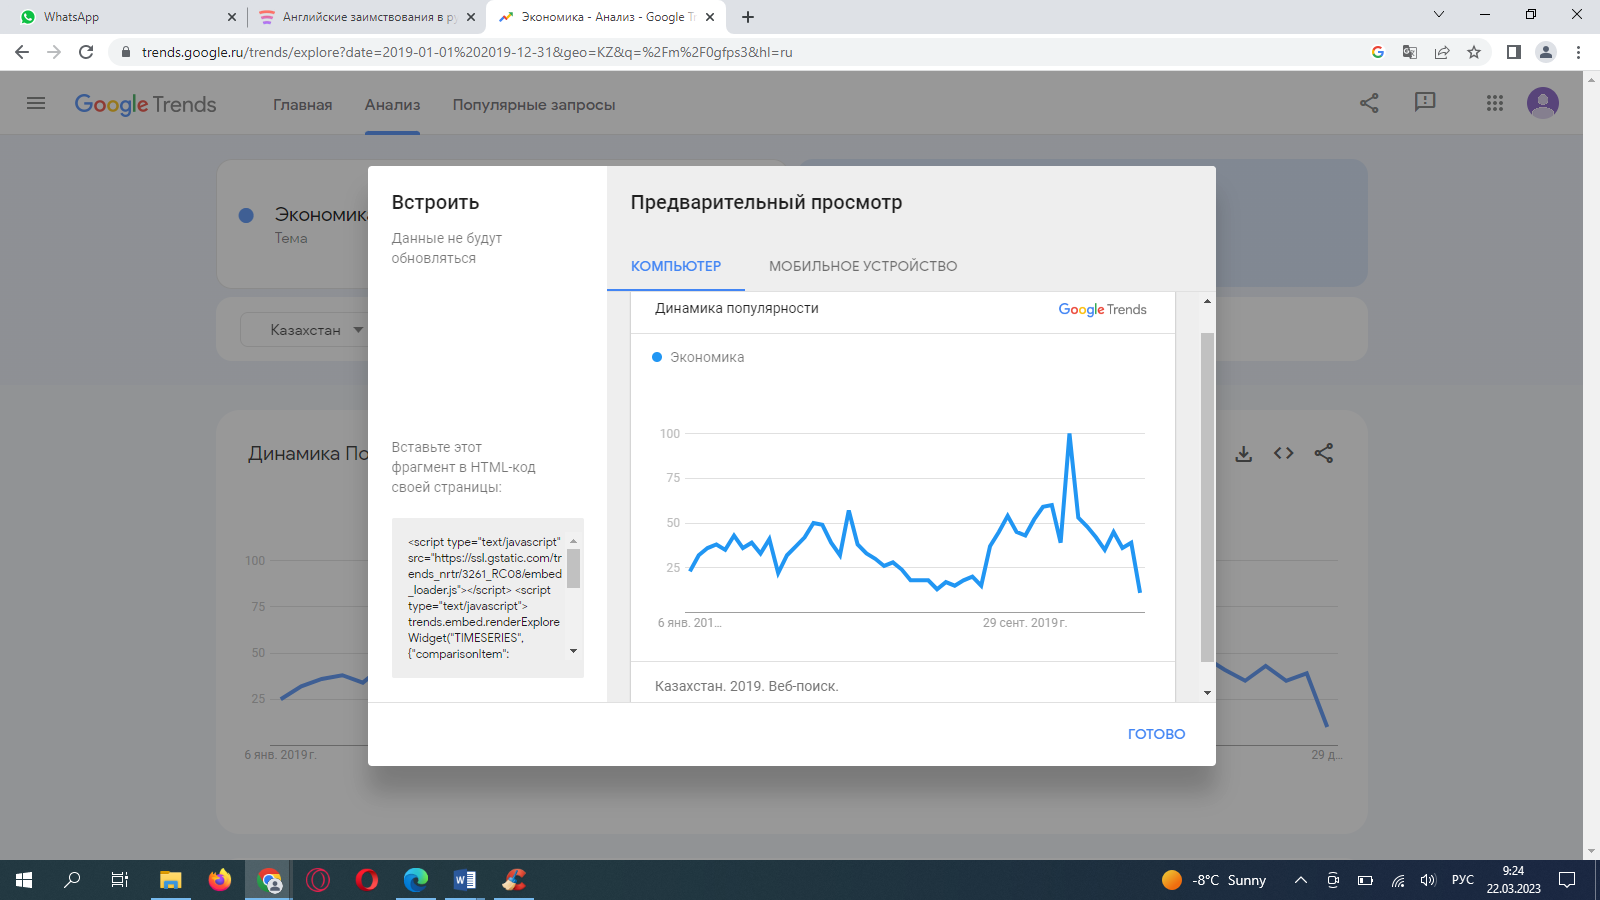 WhatsApp
Английские заимствования в ру
Экономика - Анализ - Google Tr
trends.google.ru/trends/explore?date=2019-01-01%202019-12-31&geo=KZ&q=%2Fm%2F0gfps3&hl=ru
Google Trends
Главная
Анализ
Популярные запросы
Экономика
Тема
Казахстан
Динамика По
100
75
50
25
6 янв. 2019 г.
29 д...
Встроить
Данные не будут
обновляться
Вставьте этот
фрагмент в HTML-код
своей страницы:
<script type="text/javascript"
src="https://ssl.gstatic.com/tr
ends_nrtr/3261_RC08/embed
_loader.js"></script> <script
type="text/javascript">
trends.embed.renderExplore
Widget("TIMESERIES",
{"comparisonItem":
Предварительный просмотр
КОМПЬЮТЕР
МОБИЛЬНОЕ УСТРОЙСТВО
Динамика популярности
Google Trends
Экономика
100
75
50
25
6 янв. 201...
29 сент. 2019 г.
Казахстан. 2019. Веб-поиск.
ГОТОВО
-8°C Sunny
РУС
9:24
22.03.2023